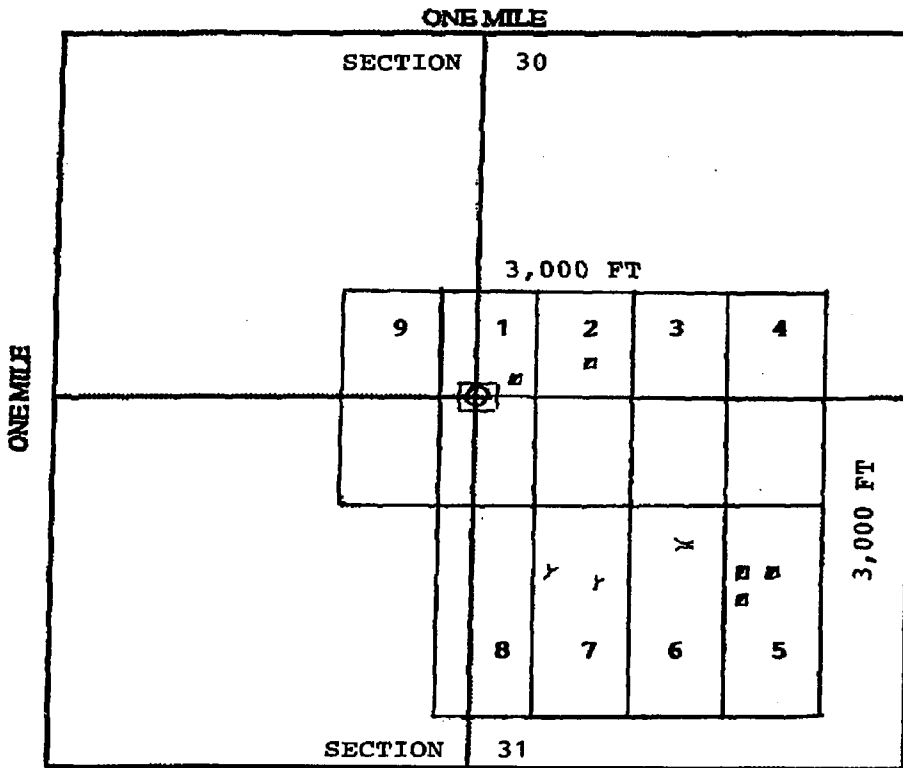 ONE MILE
SECTION 30
3,000 FT
9 1 2 3 4
ONE MILE
3,000 FT
8 7 6 5
SECTION 31